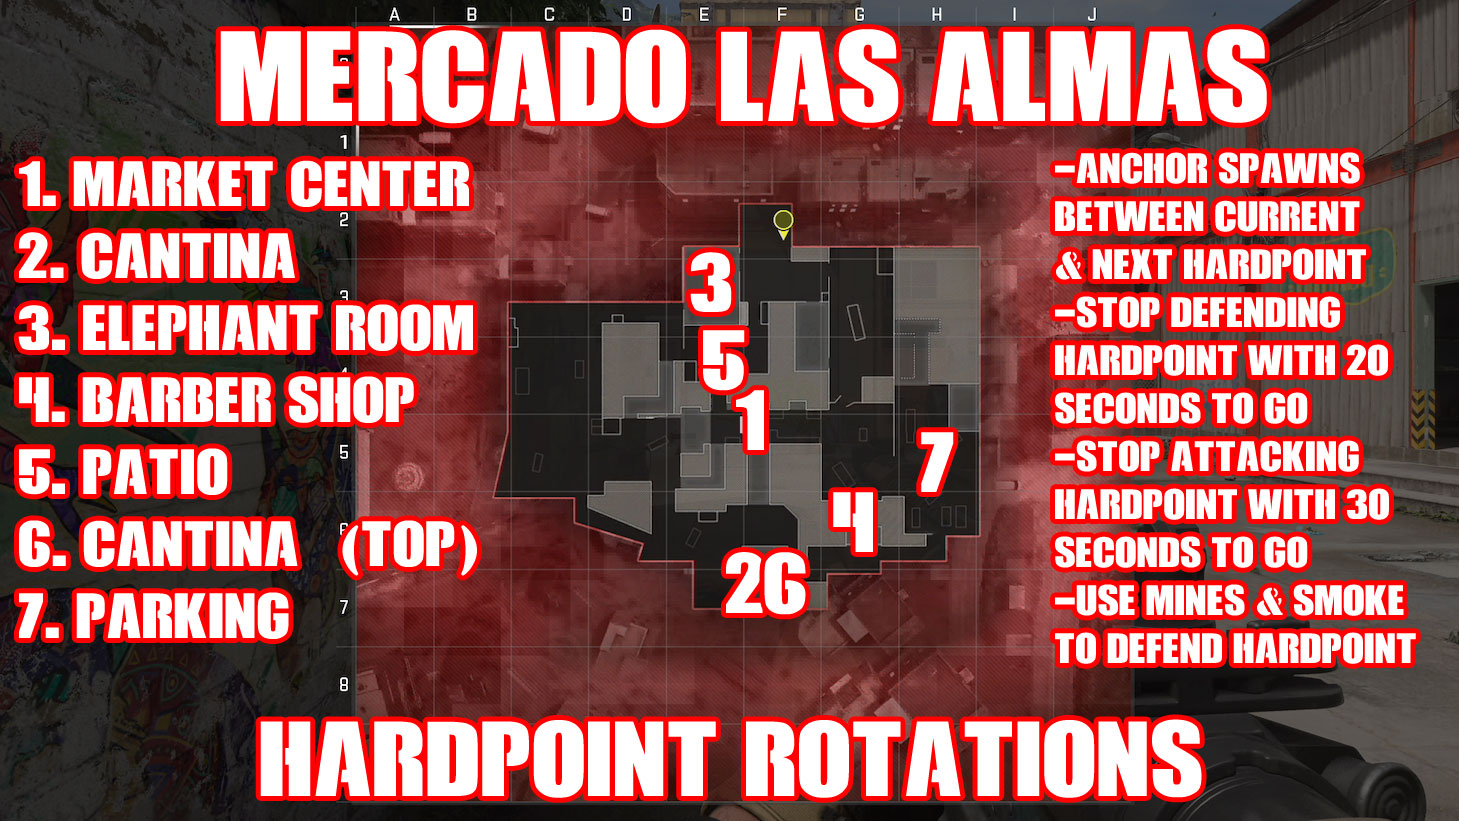 A B C D E F G H I J
MERCADO LAS ALMAS
1. MARKET CENTER
2. CANTINA
3. ELEPHANT ROOM
4. BARBER SHOP
5. PATIO
6. CANTINA (TOP)
7. PARKING
1
2
3
4
5
6
7
8
3
5
1
7
4
26
-ANCHOR SPAWNS
BETWEEN CURRENT
& NEXT HARDPOINT
-STOP DEFENDING
HARDPOINT WITH 20
SECONDS TO GO
-STOP ATTACKING
HARDPOINT WITH 30
SECONDS TO GO
-USE MINES & SMOKE
TO DEFEND HARDPOINT
HARDPOINT ROTATIONS